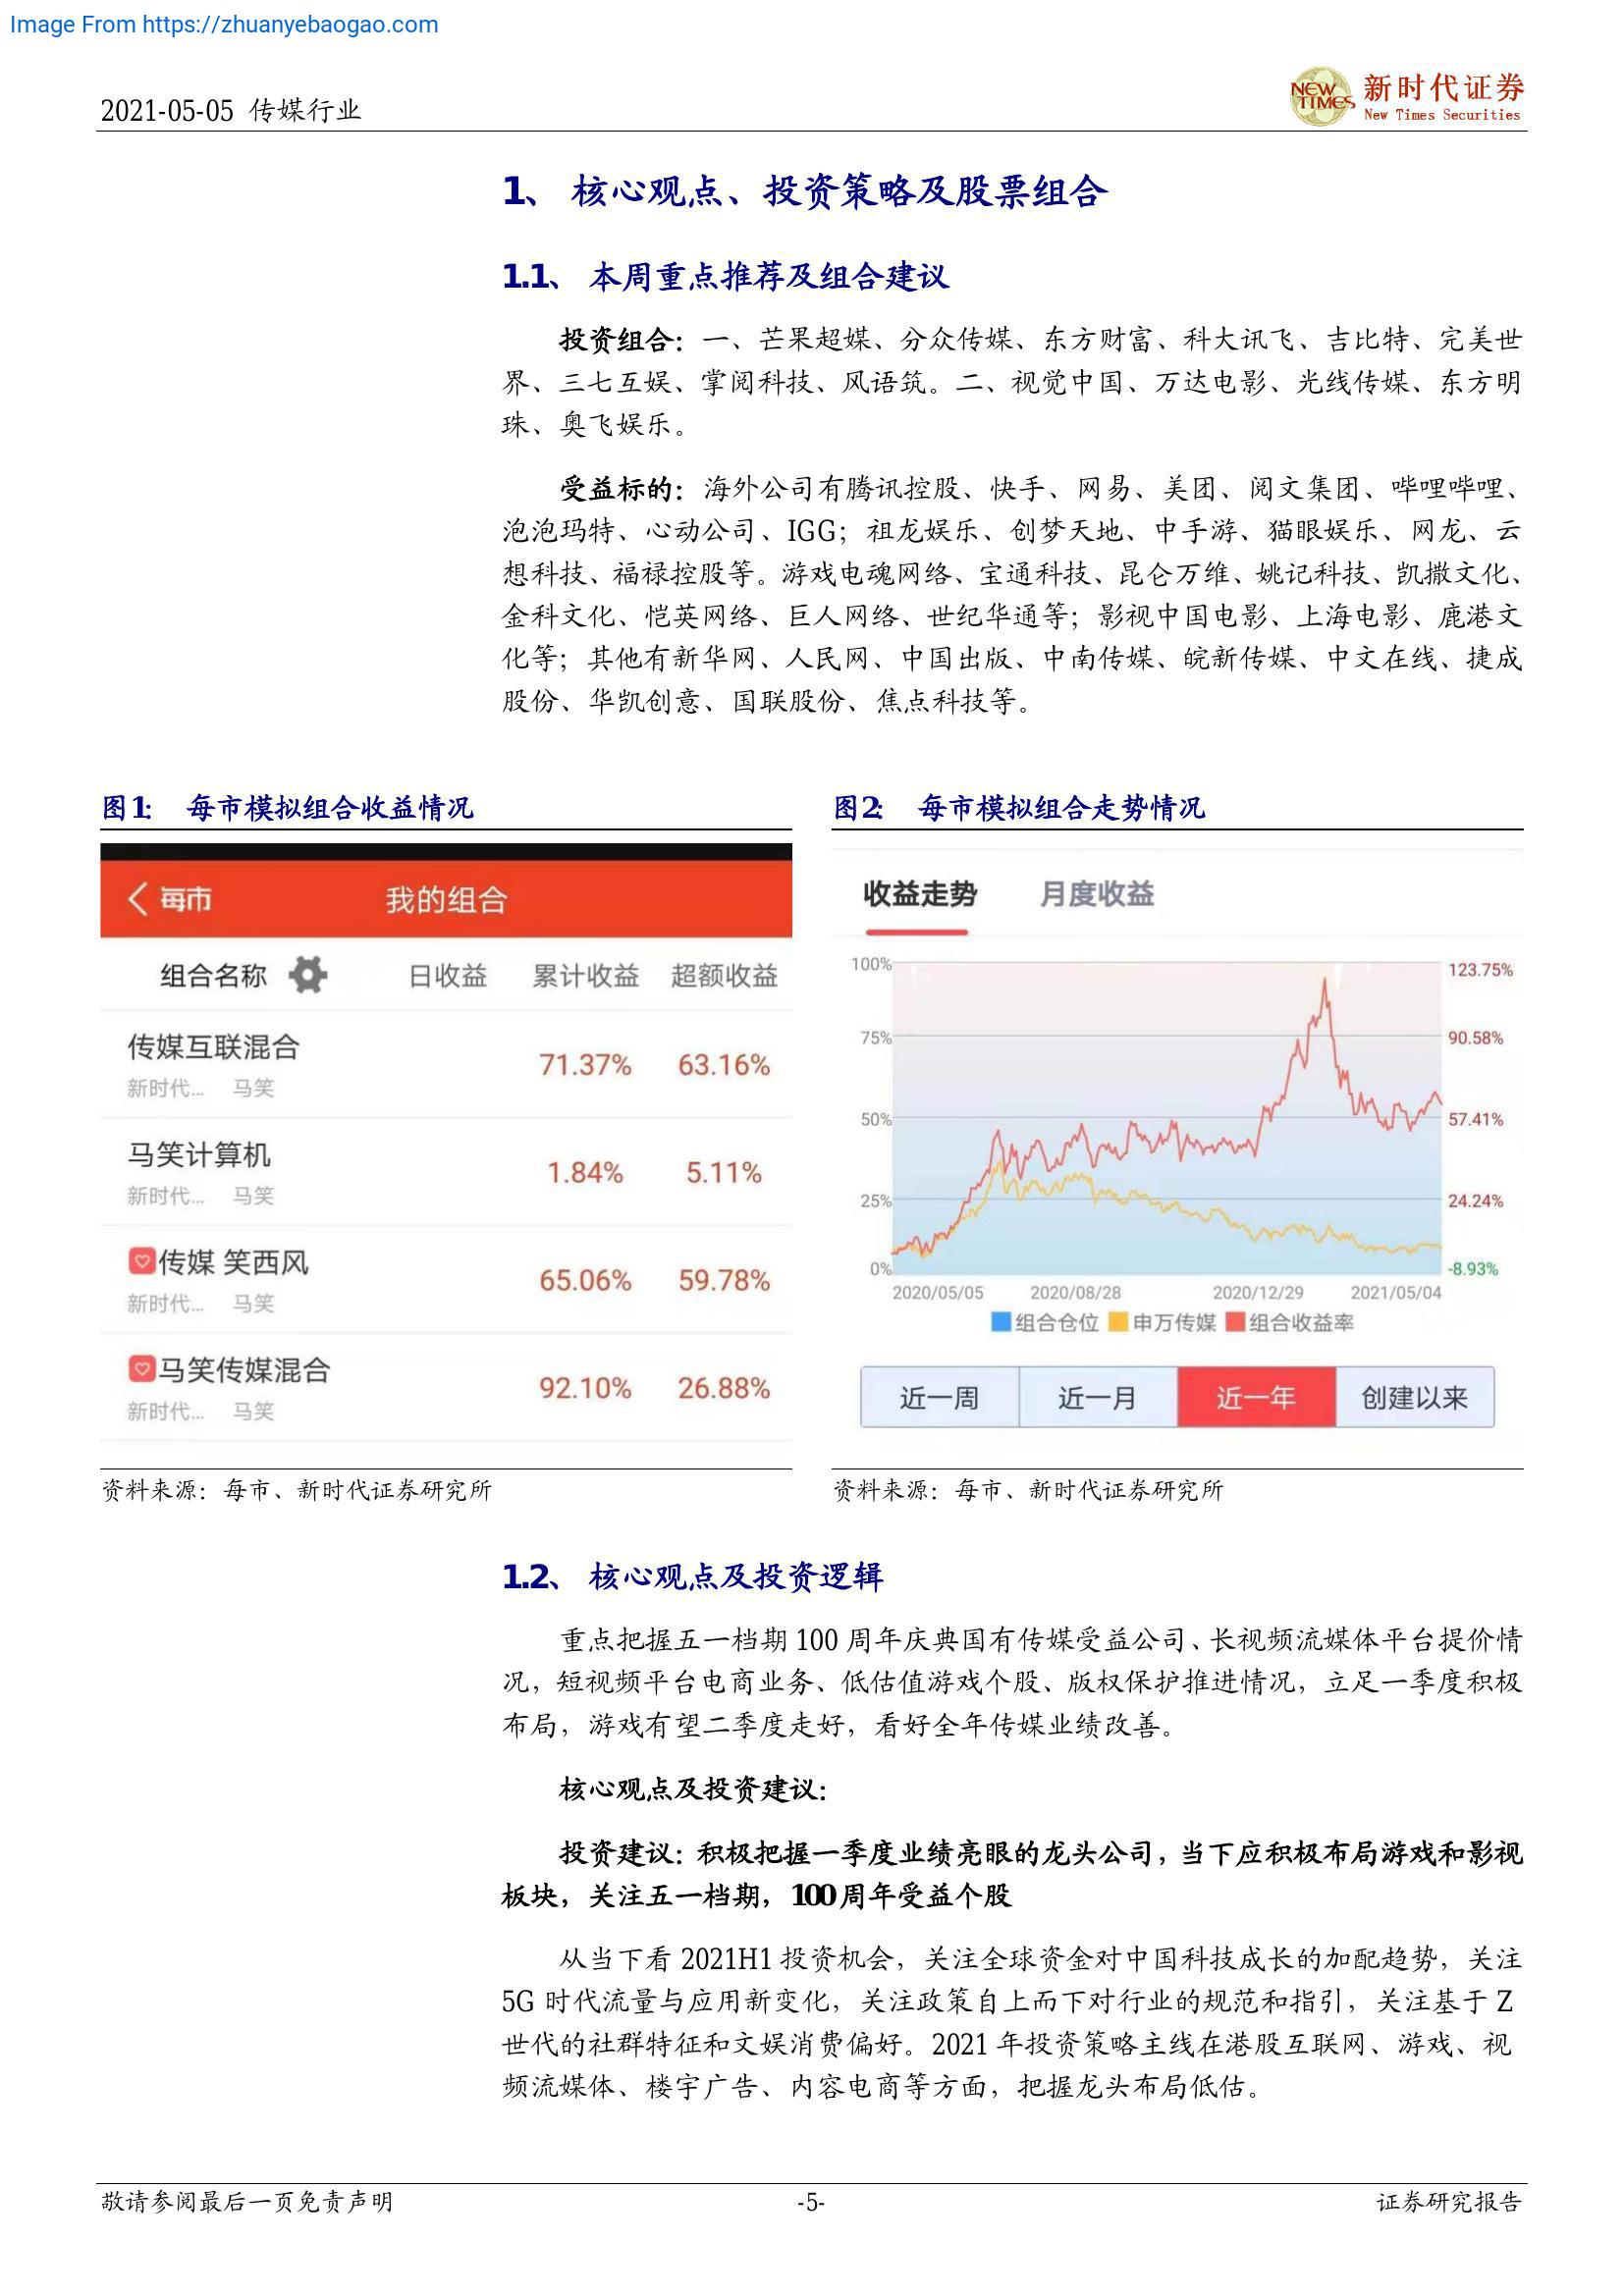 Image From https://zhuanyebaogao.com
2021-05-05 传媒行业
NEW TIMES
新时代证券
New Times Securities
1、 核心观点、投资策略及股票组合
1.1、 本周重点推荐及组合建议
投资组合：一、芒果超媒、分众传媒、东方财富、科大讯飞、吉比特、完美世
界、三七互娱、掌阅科技、风语筑。二、视觉中国、万达电影、光线传媒、东方明
珠、奥飞娱乐。
受益标的：海外公司有腾讯控股、快手、网易、美团、阅文集团、哔哩哔哩、
泡泡玛特、心动公司、IGG；祖龙娱乐、创梦天地、中手游、猫眼娱乐、网龙、云
想科技、福禄控股等。游戏电魂网络、宝通科技、昆仑万维、姚记科技、凯撒文化、
金科文化、恺英网络、巨人网络、世纪华通等；影视中国电影、上海电影、鹿港文
化等；其他有新华网、人民网、中国出版、中南传媒、皖新传媒、中文在线、捷成
股份、华凯创意、国联股份、焦点科技等。
图1： 每市模拟组合收益情况
每市 我的组合
组合名称 日收益 累计收益 超额收益
传媒互联混合
新时代... 马笑
71.37% 63.16%
马笑计算机
新时代... 马笑
1.84% 5.11%
传媒 笑西风
新时代... 马笑
65.06% 59.78%
马笑传媒混合
新时代... 马笑
92.10% 26.88%
资料来源：每市、新时代证券研究所
图2： 每市模拟组合走势情况
收益走势 月度收益
100% 123.75%
75% 90.58%
50% 57.41%
25% 24.24%
0% -8.93%
2020/05/05 2020/08/28 2020/12/29 2021/05/04
组合仓位 申万传媒 组合收益率
近一周 近一月 近一年 创建以来
资料来源：每市、新时代证券研究所
1.2、 核心观点及投资逻辑
重点把握五一档期 100 周年庆典国有传媒受益公司、长视频流媒体平台提价情
况，短视频平台电商业务、低估值游戏个股、版权保护推进情况，立足一季度积极
布局，游戏有望二季度走好，看好全年传媒业绩改善。
核心观点及投资建议：
投资建议：积极把握一季度业绩亮眼的龙头公司，当下应积极布局游戏和影视
板块，关注五一档期，100 周年受益个股
从当下看 2021H1 投资机会，关注全球资金对中国科技成长的加配趋势，关注
5G 时代流量与应用新变化，关注政策自上而下对行业的规范和指引，关注基于 Z
世代的社群特征和文娱消费偏好。2021 年投资策略主线在港股互联网、游戏、视
频流媒体、楼宇广告、内容电商等方面，把握龙头布局低估。
敬请参阅最后一页免责声明 -5- 证券研究报告